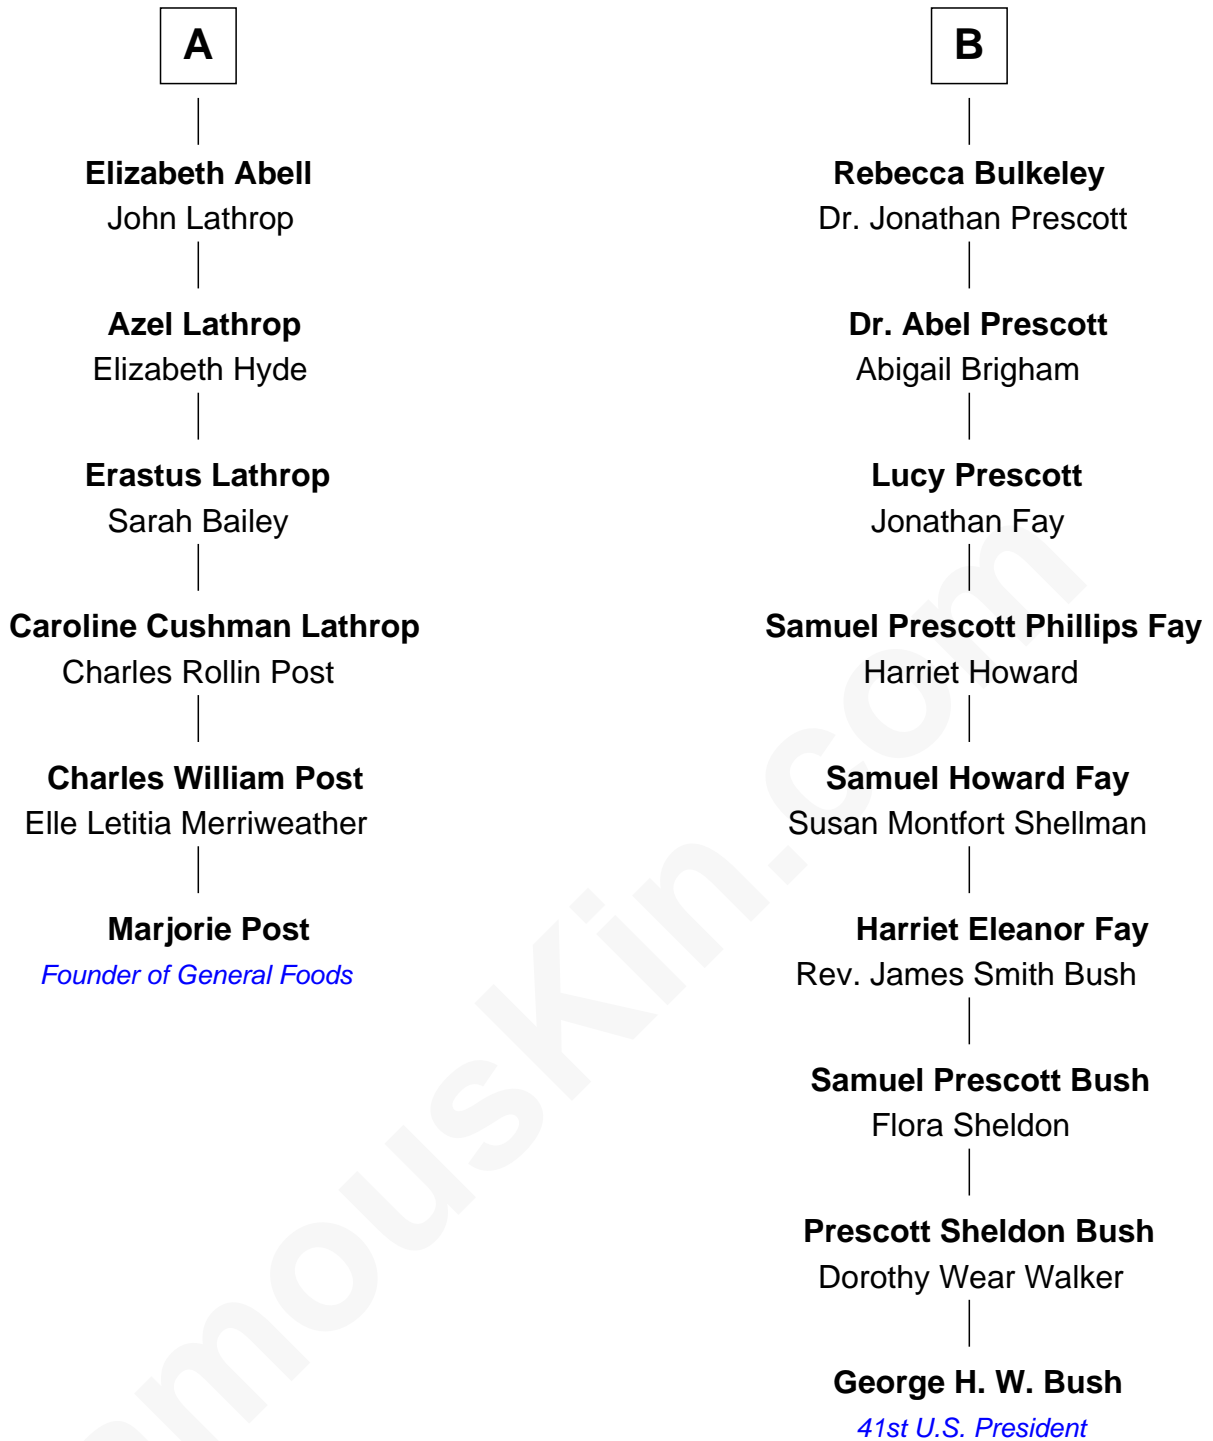 A
Elizabeth Abell
John Lathrop
Azel Lathrop
Elizabeth Hyde
Erastus Lathrop
Sarah Bailey
Caroline Cushman Lathrop
Charles Rollin Post
Charles William Post
Elle Letitia Merriweather
Marjorie Post
Founder of General Foods
B
Rebecca Bulkeley
Dr. Jonathan Prescott
Dr. Abel Prescott
Abigail Brigham
Lucy Prescott
Jonathan Fay
Samuel Prescott Phillips Fay
Harriet Howard
Samuel Howard Fay
Susan Montfort Shellman
Harriet Eleanor Fay
Rev. James Smith Bush
Samuel Prescott Bush
Flora Sheldon
Prescott Sheldon Bush
Dorothy Wear Walker
George H. W. Bush
41st U.S. President
amousKin.com